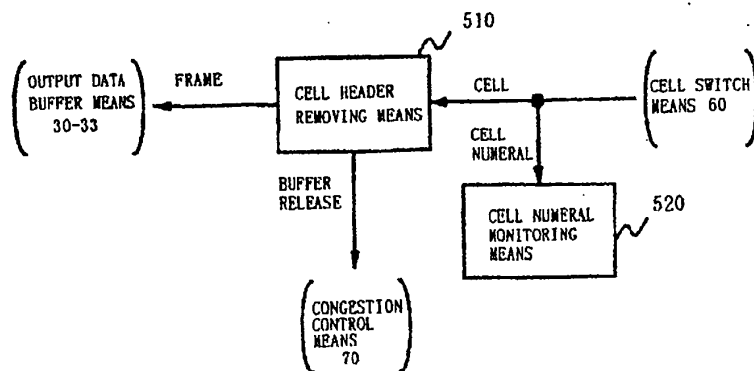 510
OUTPUT DATA
BUFFER MEANS
30-33
FRAME
CELL HEADER
REMOVING MEANS
CELL
CELL SWITCH
MEANS 60
CELL
NUMERAL
BUFFER
RELEASE
520
CELL NUMERAL
MONITORING
MEANS
CONGESTION
CONTROL
MEANS
70